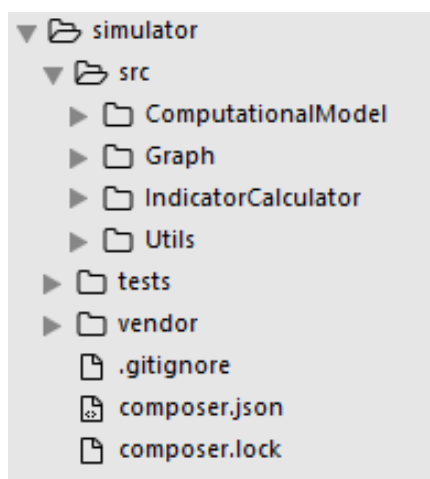 simulator
src
ComputationalModel
Graph
IndicatorCalculator
Utils
tests
vendor
.gitignore
composer.json
composer.lock